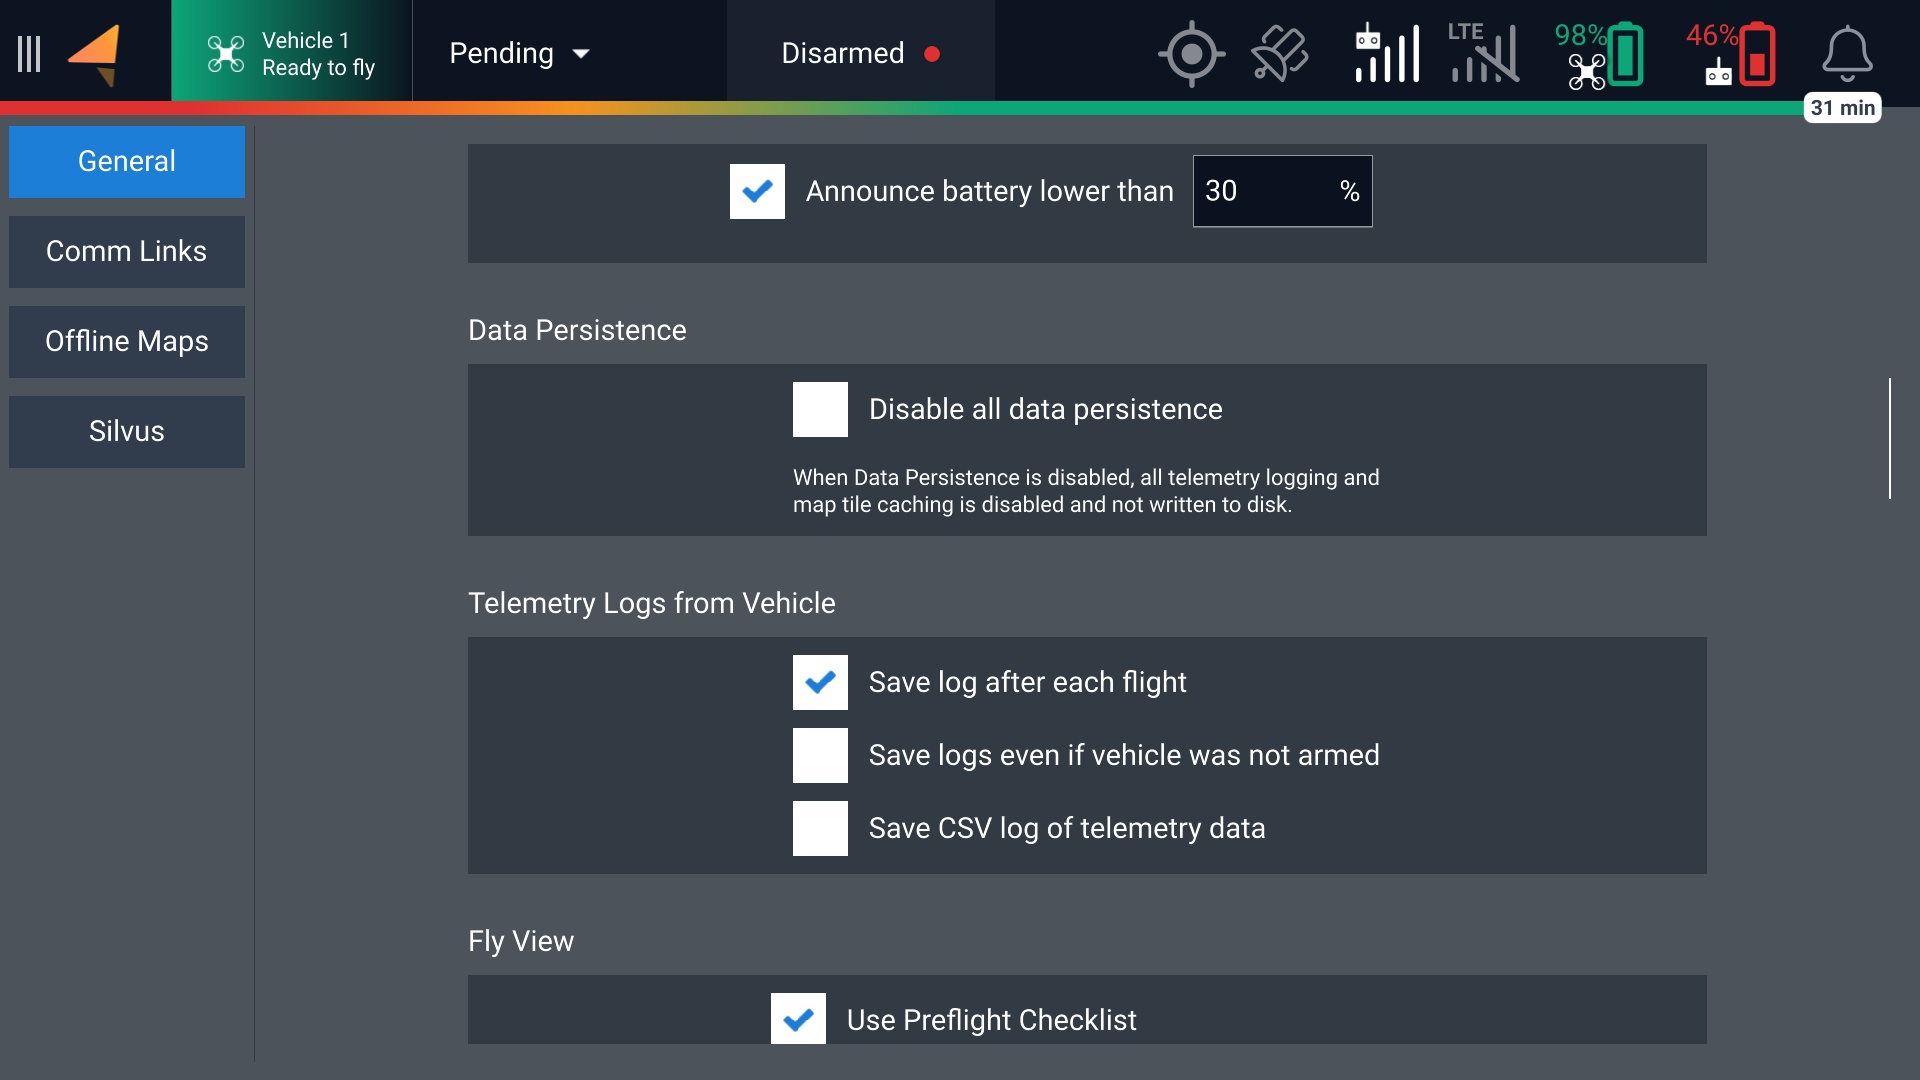 Vehicle 1
Ready to fly
Pending
Disarmed
LTE
98%
46%
31 min
General
Comm Links
Offline Maps
Silvus
Announce battery lower than 30 %
Data Persistence
Disable all data persistence
When Data Persistence is disabled, all telemetry logging and
map tile caching is disabled and not written to disk.
Telemetry Logs from Vehicle
Save log after each flight
Save logs even if vehicle was not armed
Save CSV log of telemetry data
Fly View
Use Preflight Checklist